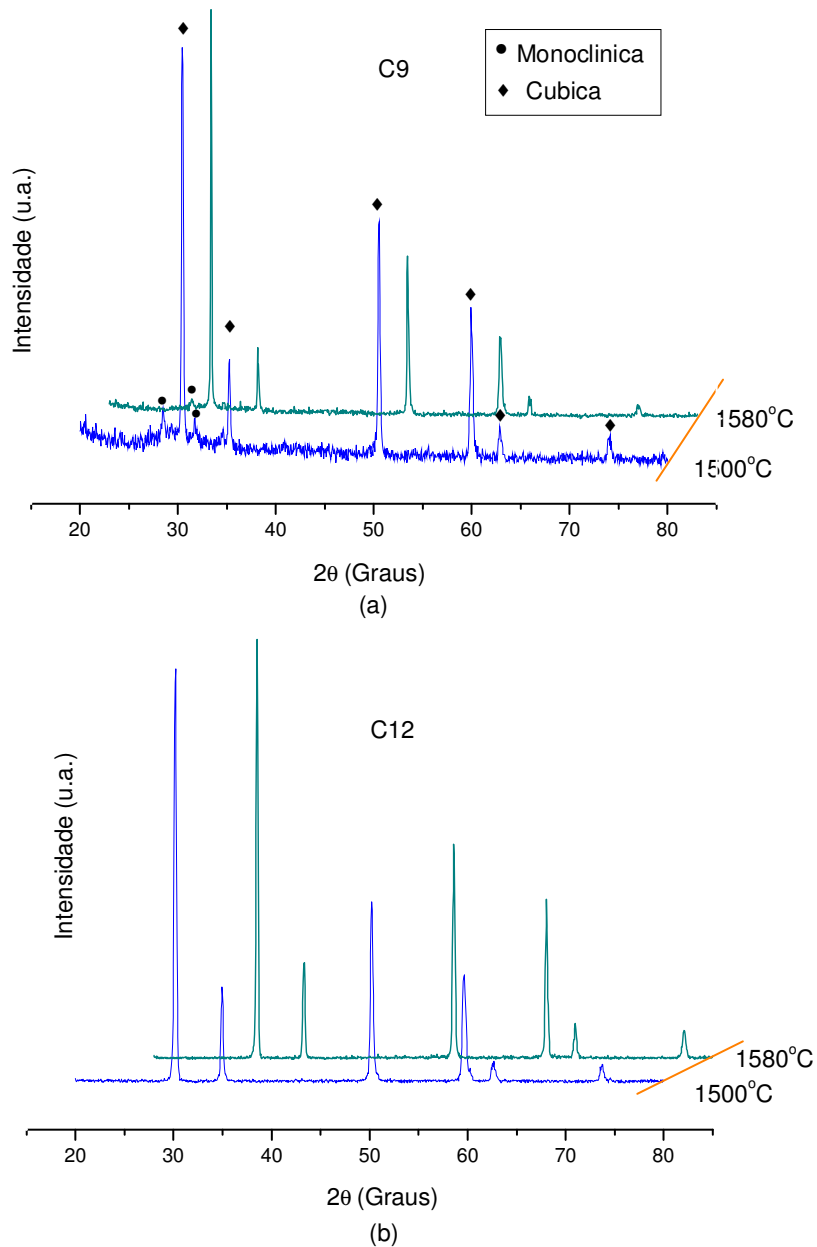 C9
Monoclinica
Cubica
Intensidade (u.a.)
1580°C
1500°C
20 30 40 50 60 70 80
2θ (Graus)
(a)
C12
Intensidade (u.a.)
1580°C
1500°C
20 30 40 50 60 70 80
2θ (Graus)
(b)